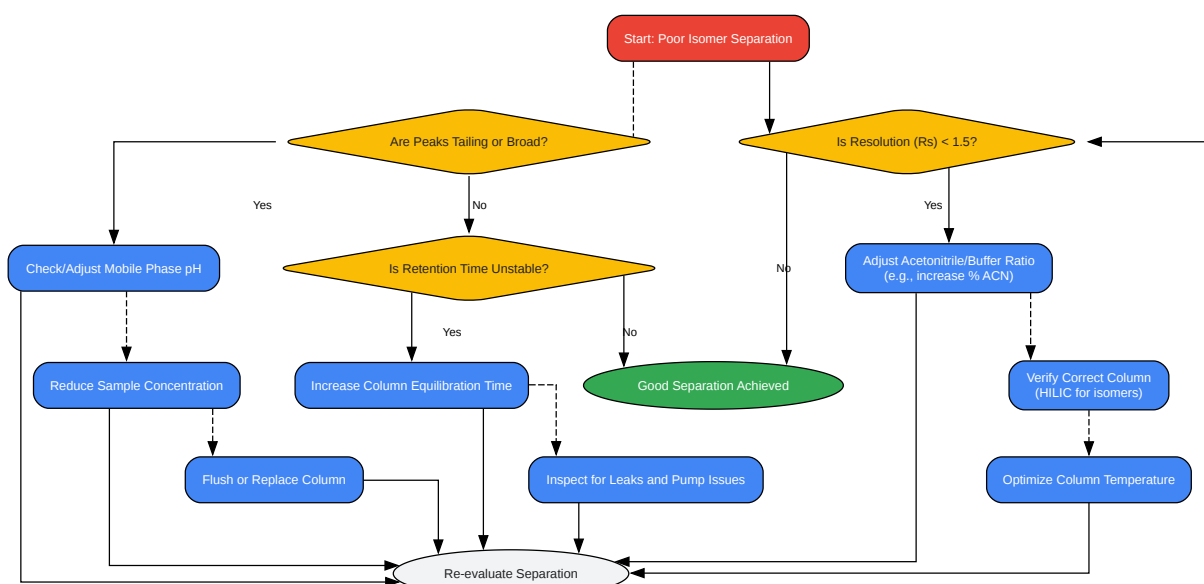 Start: Poor Isomer Separation
Are Peaks Tailing or Broad?
Is Resolution (Rs) < 1.5?
Yes
No
Yes
Check/Adjust Mobile Phase pH
Is Retention Time Unstable?
No
Adjust Acetonitrile/Buffer Ratio
(e.g., increase % ACN)
Yes
No
Reduce Sample Concentration
Increase Column Equilibration Time
Good Separation Achieved
Verify Correct Column
(HILIC for isomers)
Flush or Replace Column
Inspect for Leaks and Pump Issues
Optimize Column Temperature
Re-evaluate Separation